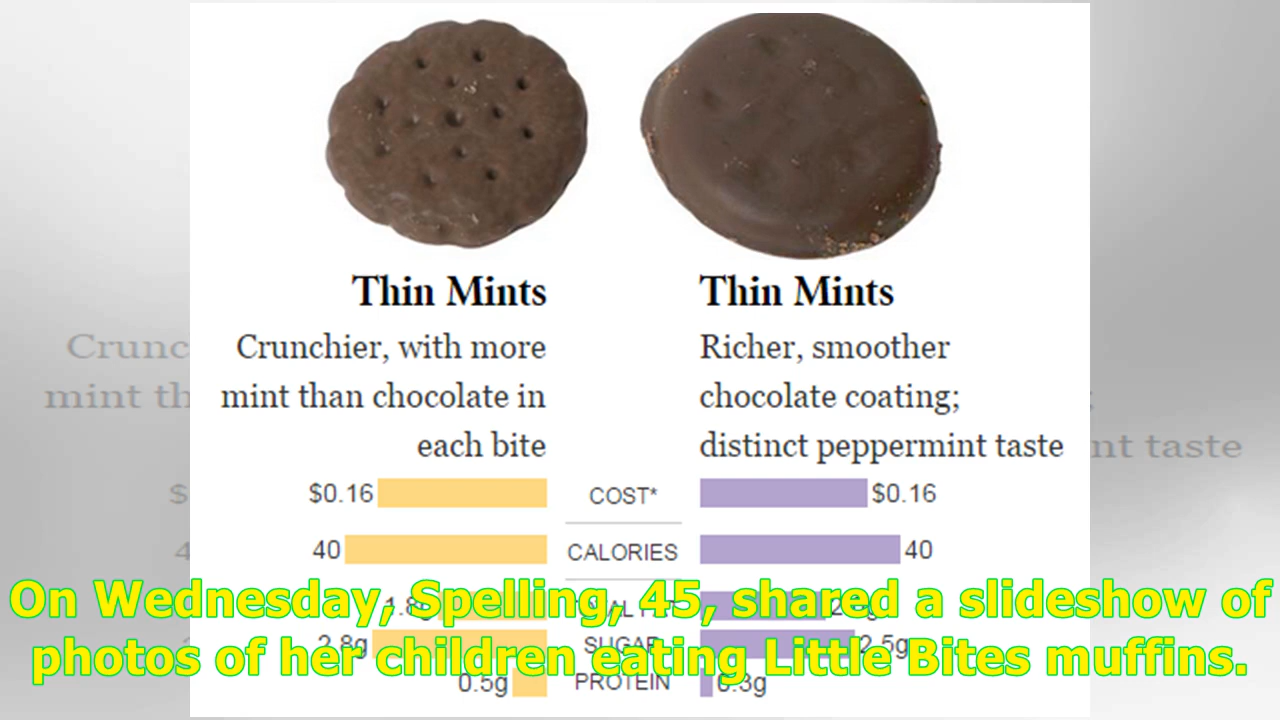 Thin Mints
Crunchier, with more
mint than chocolate in
each bite
Thin Mints
Richer, smoother
chocolate coating;
distinct peppermint taste
$0.16 COST* $0.16
40 CALORIES 40
2.8g SUGAR 2.5g
0.5g PROTEIN 0.3g
On Wednesday, Spelling, 45, shared a slideshow of
photos of her children eating Little Bites muffins.